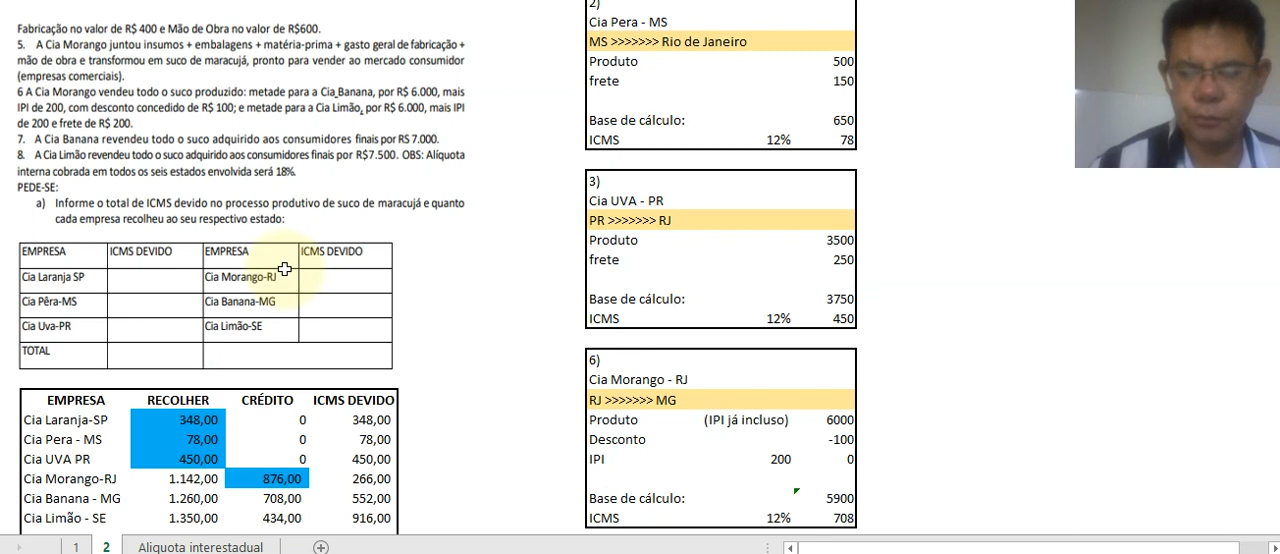 Fabricação no valor de R$ 400 e Mão de Obra no valor de R$600.
5. A Cia Morango juntou insumos + embalagens + matéria-prima + gasto geral de fabricação +
mão de obra e transformou em suco de maracujá, pronto para vender ao mercado consumidor
(empresas comerciais).
6 A Cia Morango vendeu todo o suco produzido: metade para a Cia Banana, por R$ 6.000, mais
IPI de 200, com desconto concedido de R$ 100; e metade para a Cia Limão, por R$ 6.000, mais IPI
de 200 e frete de R$ 200.
7. A Cia Banana revendeu todo o suco adquirido aos consumidores finais por RS 7.000.
8. A Cia Limão revendeu todo o suco adquirido aos consumidores finais por R$7.500. OBS: Alíquota
interna cobrada em todos os seis estados envolvida será 18%.
PEDE-SE:
a) Informe o total de ICMS devido no processo produtivo de suco de maracujá e quanto
cada empresa recolheu ao seu respectivo estado:
EMPRESA ICMS DEVIDO EMPRESA ICMS DEVIDO
Cia Laranja SP Cia Morango-RJ
Cia Pêra-MS Cia Banana-MG
Cia Uva-PR Cia Limão-SE
TOTAL
EMPRESA RECOLHER CRÉDITO ICMS DEVIDO
Cia Laranja-SP 348,00 0 348,00
Cia Pera - MS 78,00 0 78,00
Cia UVA PR 450,00 0 450,00
Cia Morango-RJ 1.142,00 876,00 266,00
Cia Banana - MG 1.260,00 708,00 552,00
Cia Limão - SE 1.350,00 434,00 916,00
2)
Cia Pera - MS
MS >>>>>>> Rio de Janeiro
Produto 500
frete 150
Base de cálculo: 650
ICMS 12% 78
3)
Cia UVA - PR
PR >>>>>>> RJ
Produto 3500
frete 250
Base de cálculo: 3750
ICMS 12% 450
6)
Cia Morango - RJ
RJ >>>>>>> MG
Produto (IPI já incluso) 6000
Desconto -100
IPI 200 0
Base de cálculo: 5900
ICMS 12% 708
1 2 Aliquota interestadual